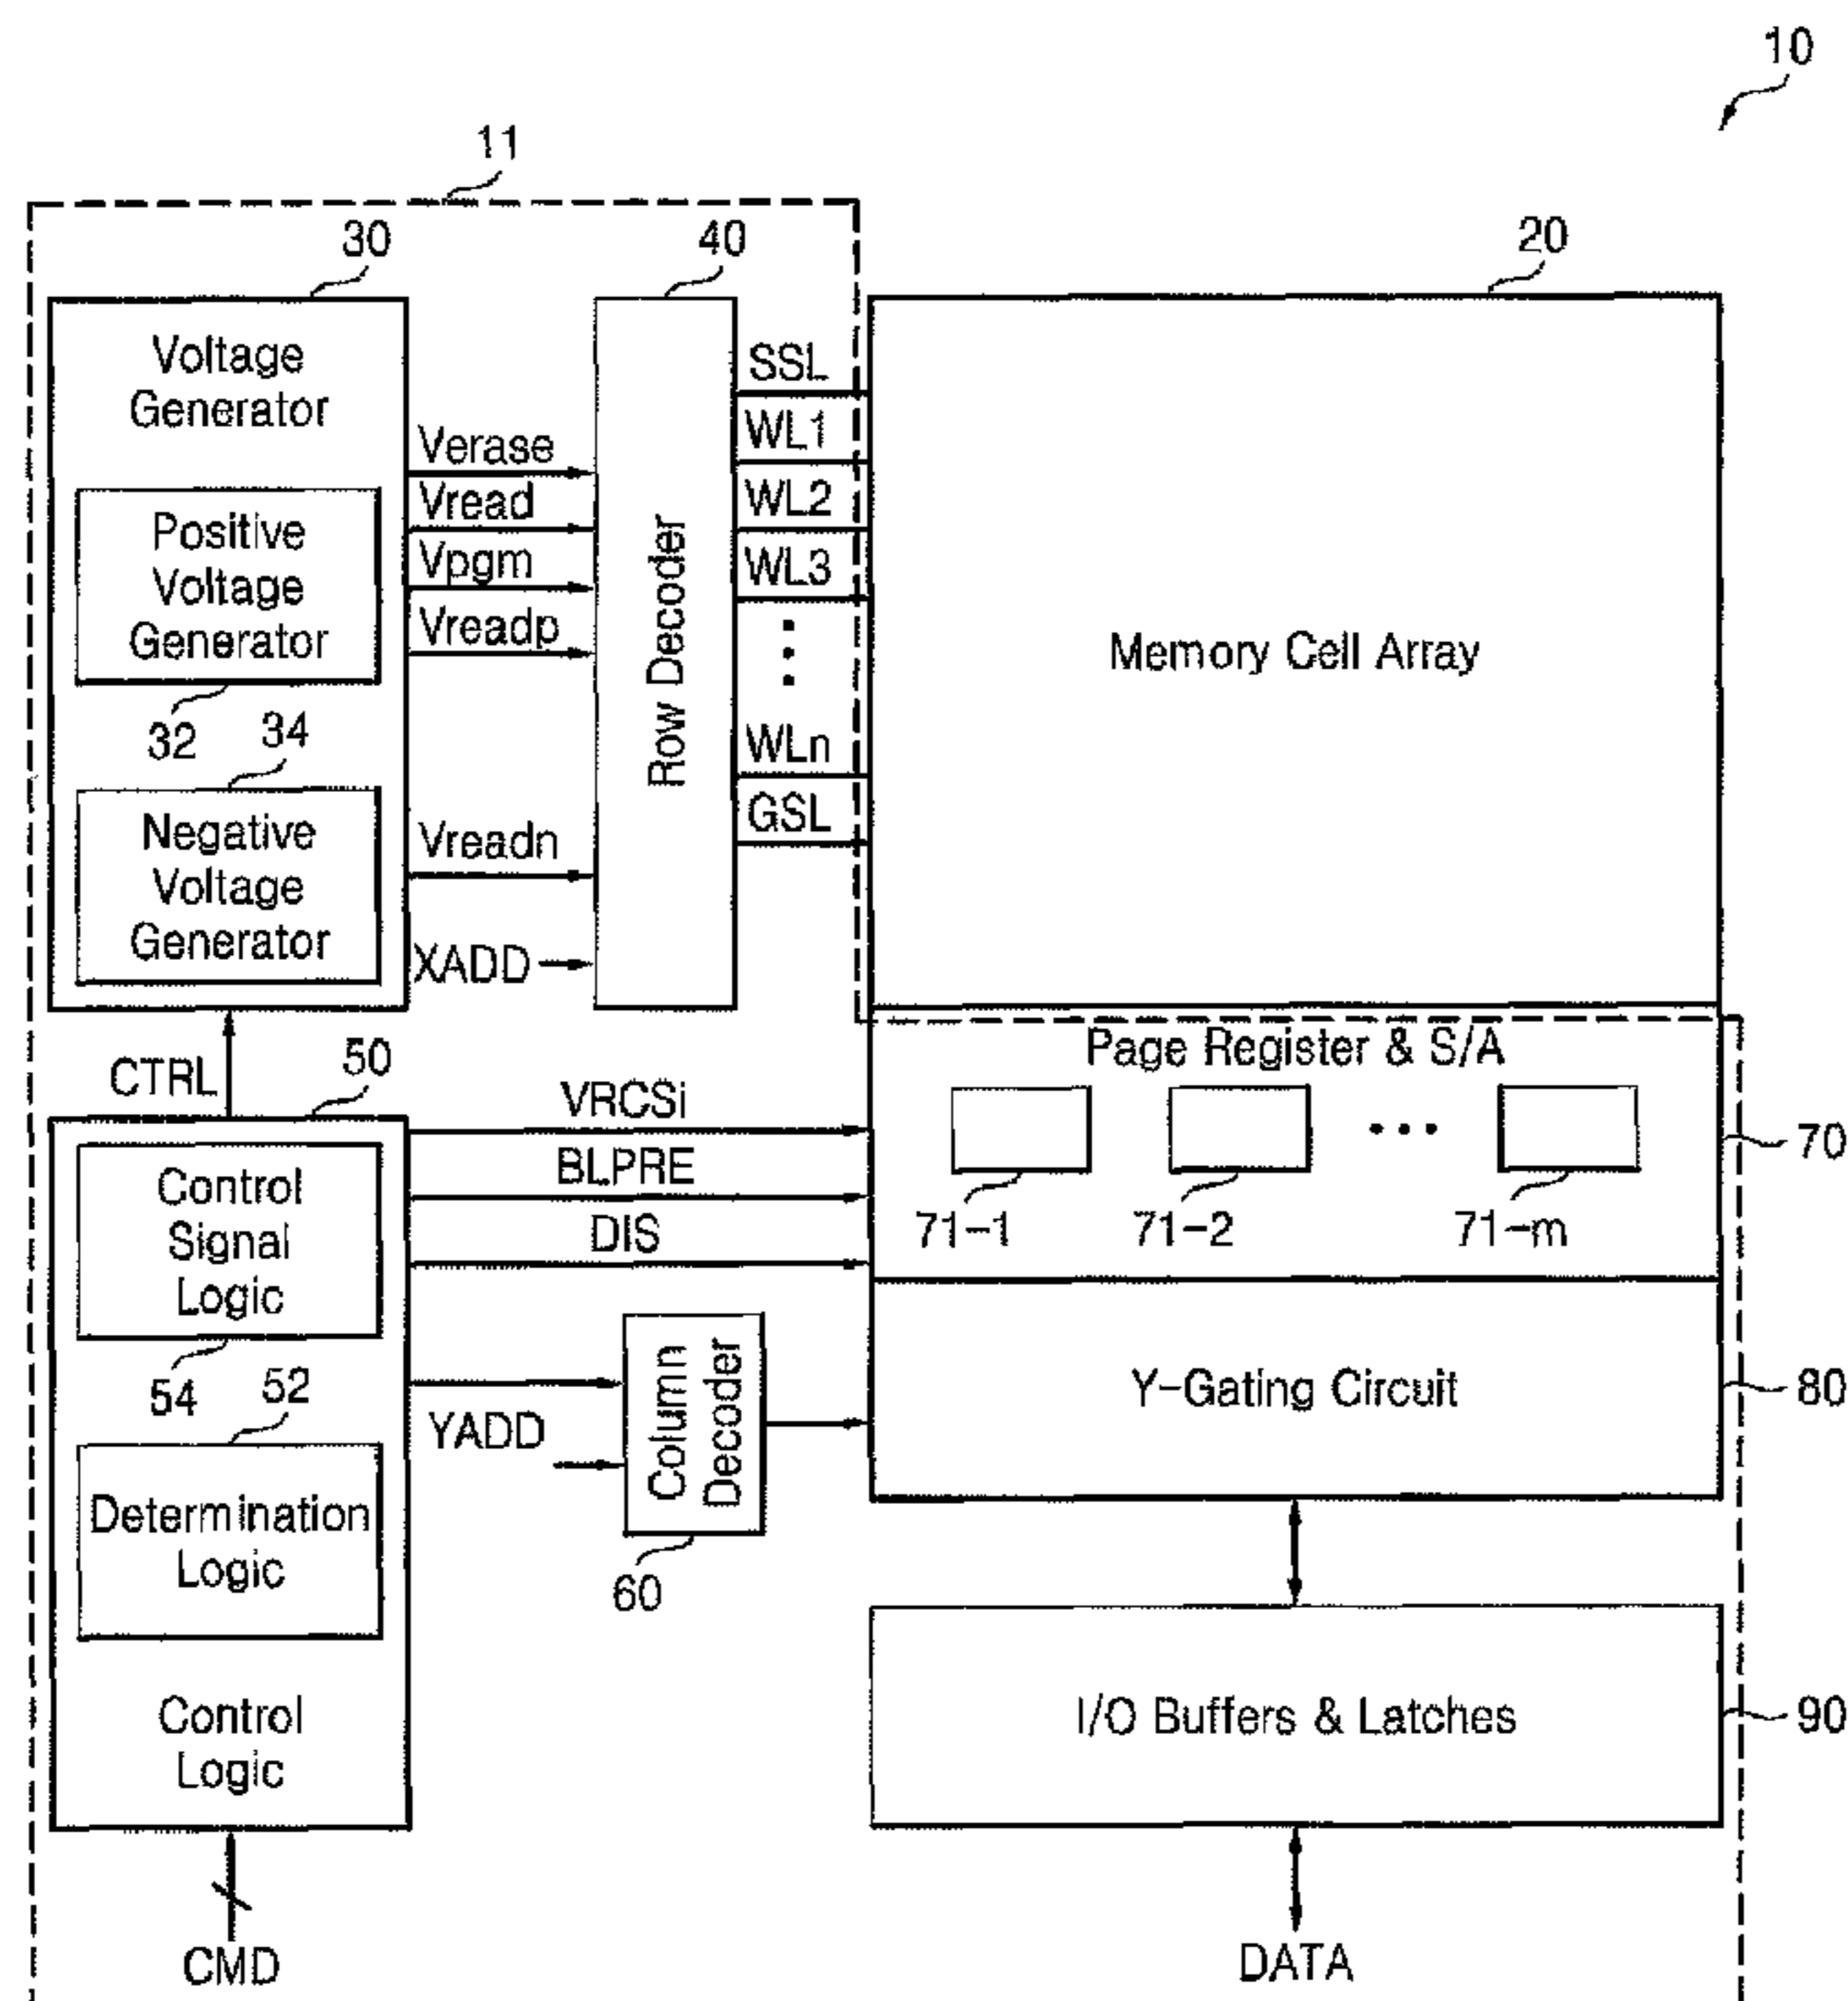 10
11
30
40
20
Voltage
Generator
SSL
WL1
Verase
WL2
Vread
Positive
Voltage
Generator
Vpgm
WL3
Vreadp
Row Decoder
Memory Cell Array
32
34
WLn
GSL
Negative
Voltage
Generator
Vreadn
XADD
CTRL
50
Page Register & S/A
VRCSi
70
BLPRE
Control
Signal
Logic
71-1
71-2
71-m
DIS
54
52
Column
Decoder
Y-Gating Circuit
80
YADD
Determination
Logic
60
Control
Logic
I/O Buffers & Latches
90
CMD
DATA